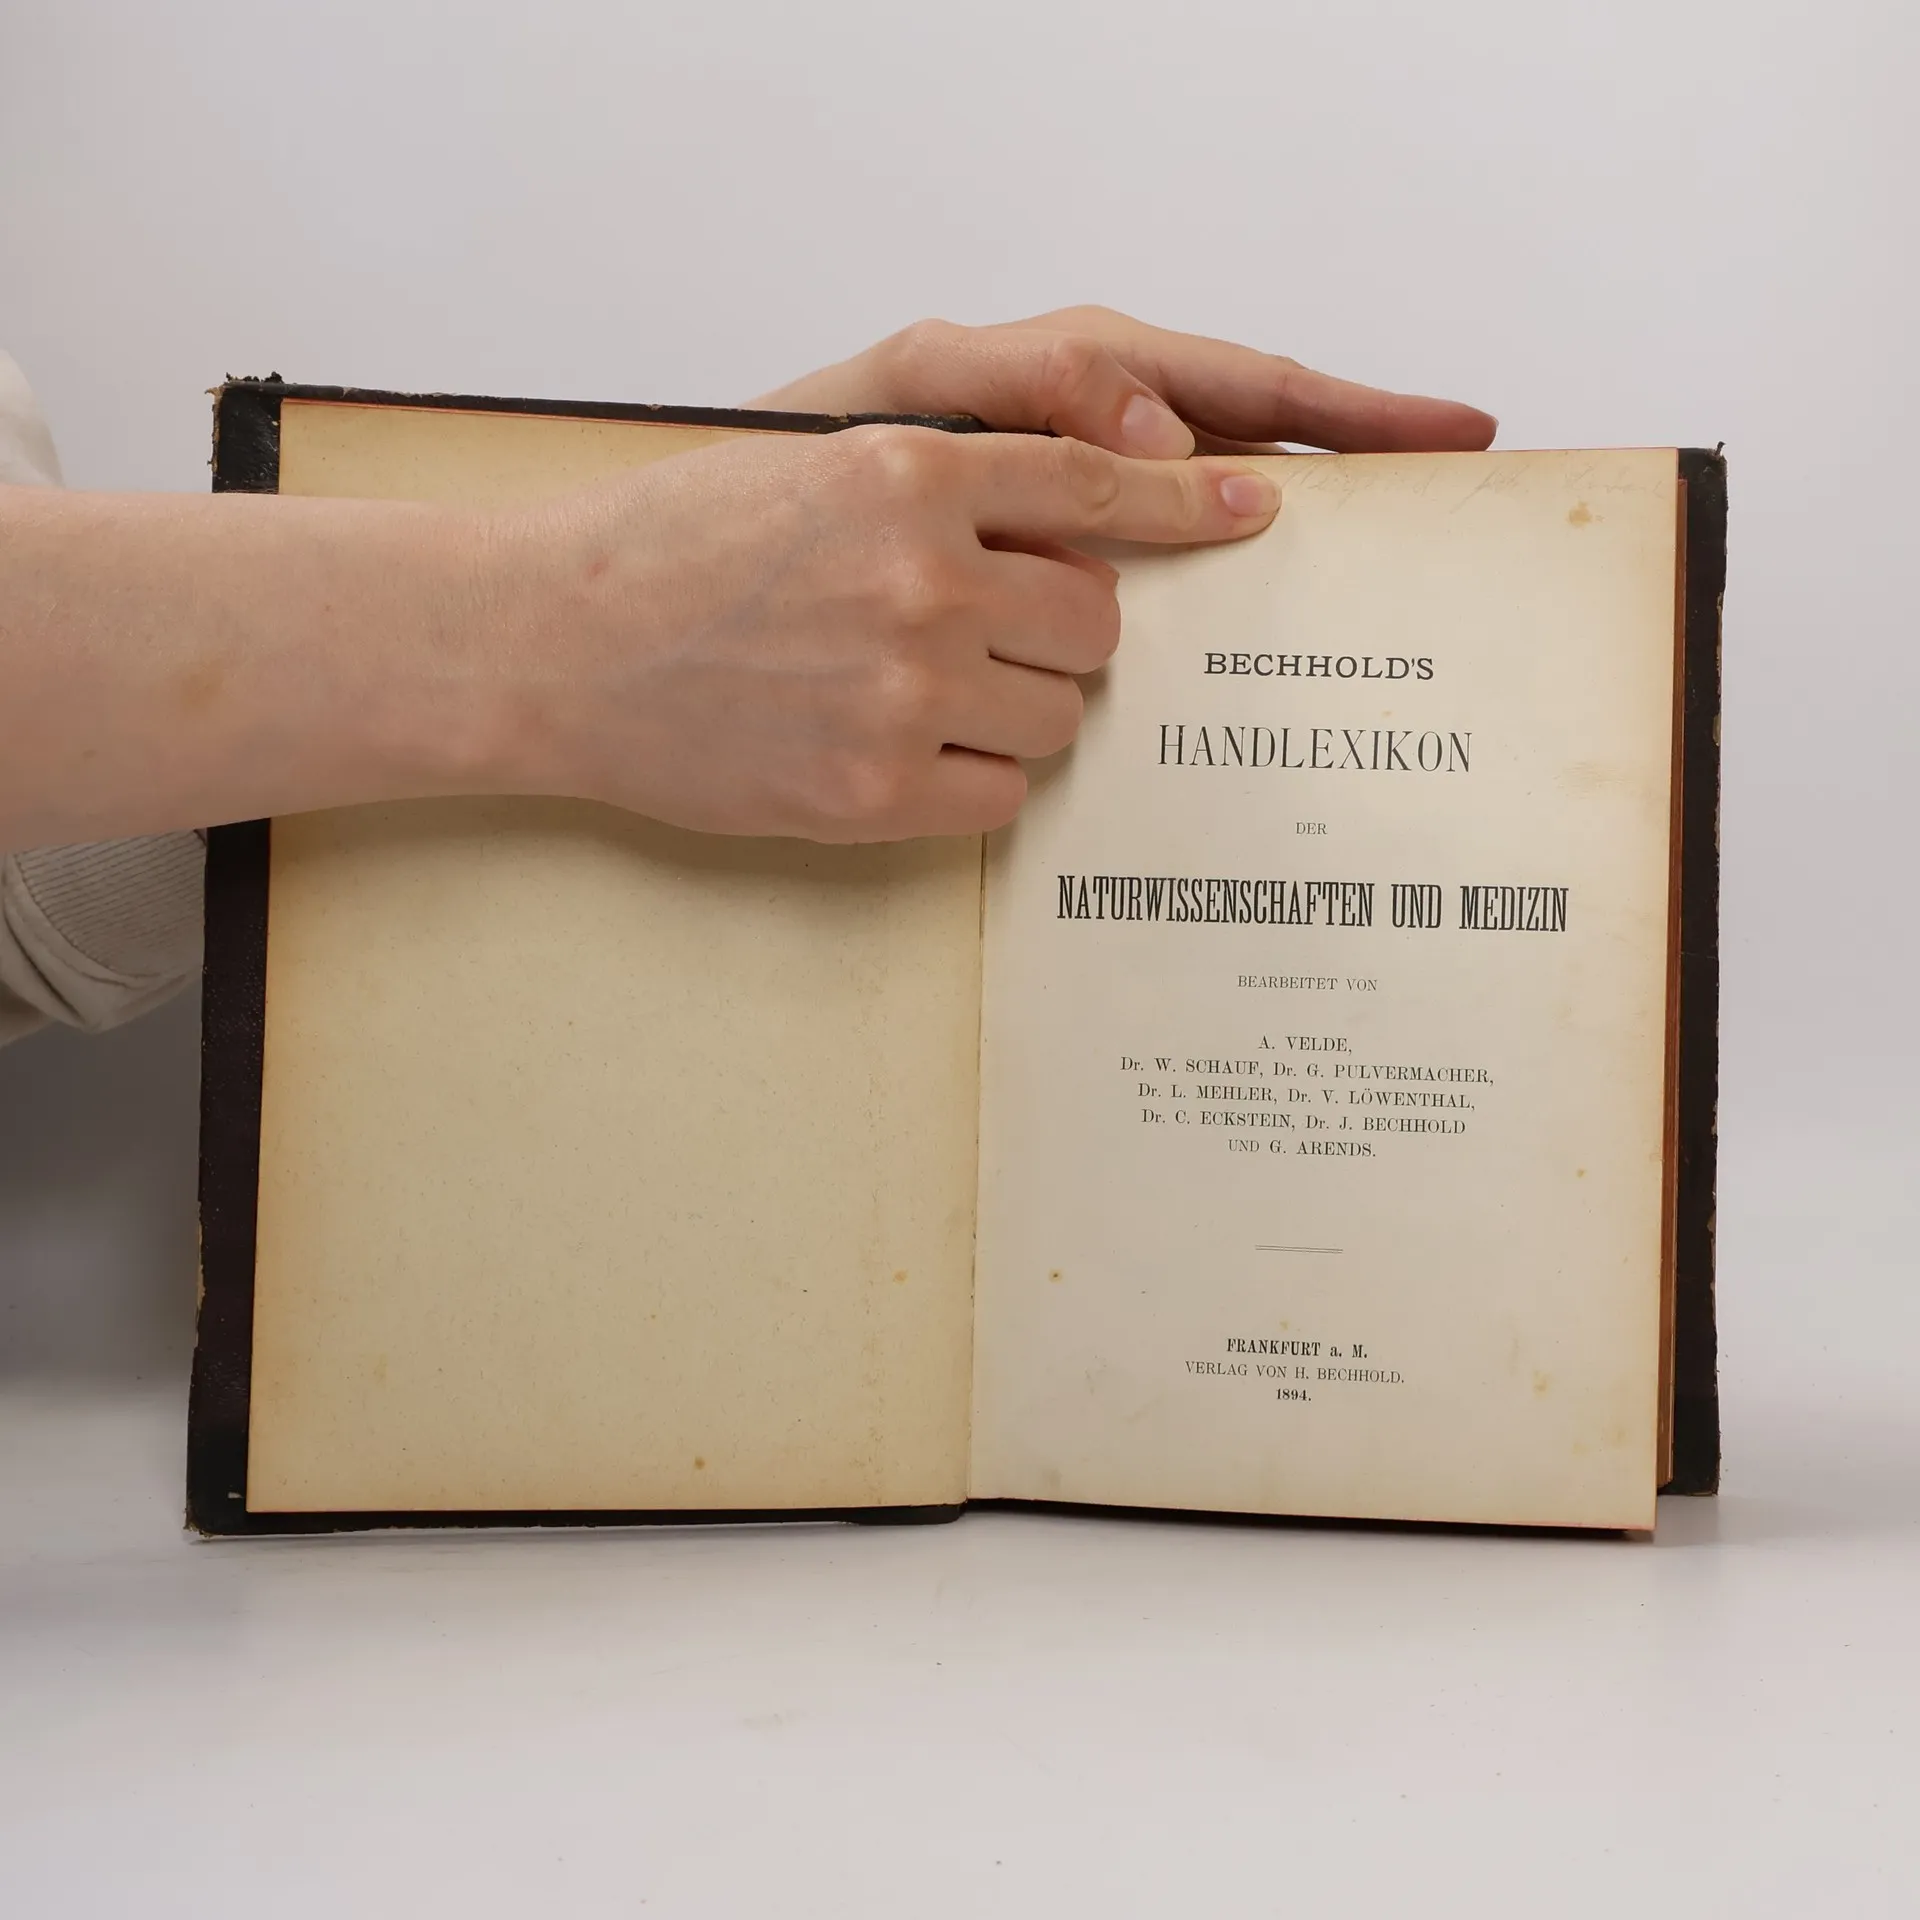 BECHHOLD'S
HANDLEXIKON
DER
NATURWISSENSCHAFTEN UND MEDIZIN
BEARBEITET VON
A. VELDE,
Dr. W. SCHAUF, Dr. G. PULVERMACHER,
Dr. L. MEHLER, Dr. V. LÖWENTHAL,
Dr. C. ECKSTEIN, Dr. J. BECHHOLD
UND G. ARENDS.
FRANKFURT a. M.
VERLAG VON H. BECHHOLD.
1894.